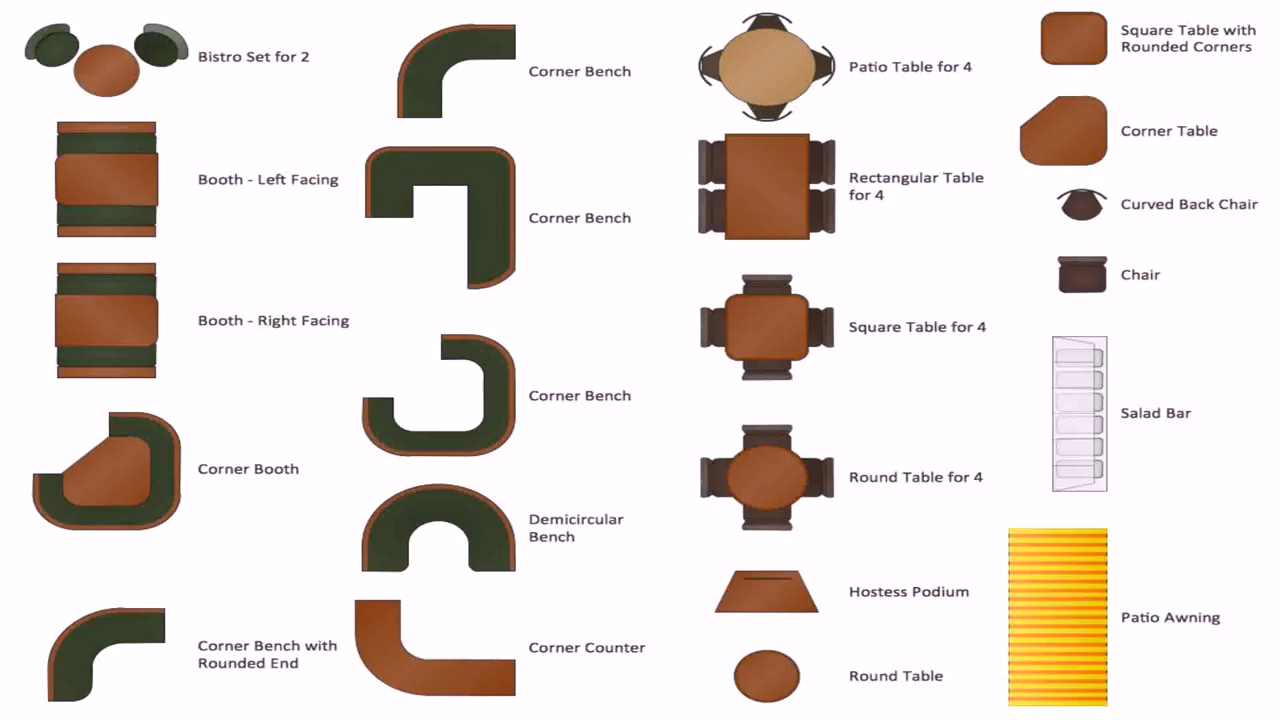 Bistro Set for 2
Booth - Left Facing
Booth - Right Facing
Corner Booth
Corner Bench with
Rounded End
Corner Bench
Corner Bench
Corner Bench
Demicircular
Bench
Corner Counter
Patio Table for 4
Rectangular Table
for 4
Square Table for 4
Round Table for 4
Hostess Podium
Round Table
Square Table with
Rounded Corners
Corner Table
Curved Back Chair
Chair
Salad Bar
Patio Awning